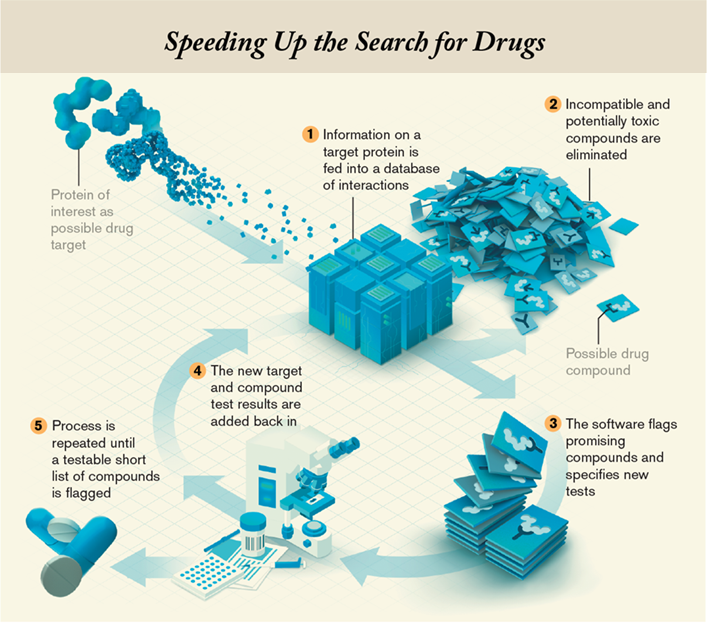 Speeding Up the Search for Drugs
Protein of
interest as
possible drug
target
1 Information on a
target protein is
fed into a database
of interactions
2 Incompatible and
potentially toxic
compounds are
eliminated
Possible drug
compound
3 The software flags
promising
compounds and
specifies new
tests
4 The new target
and compound
test results are
added back in
5 Process is
repeated until
a testable short
list of compounds
is flagged